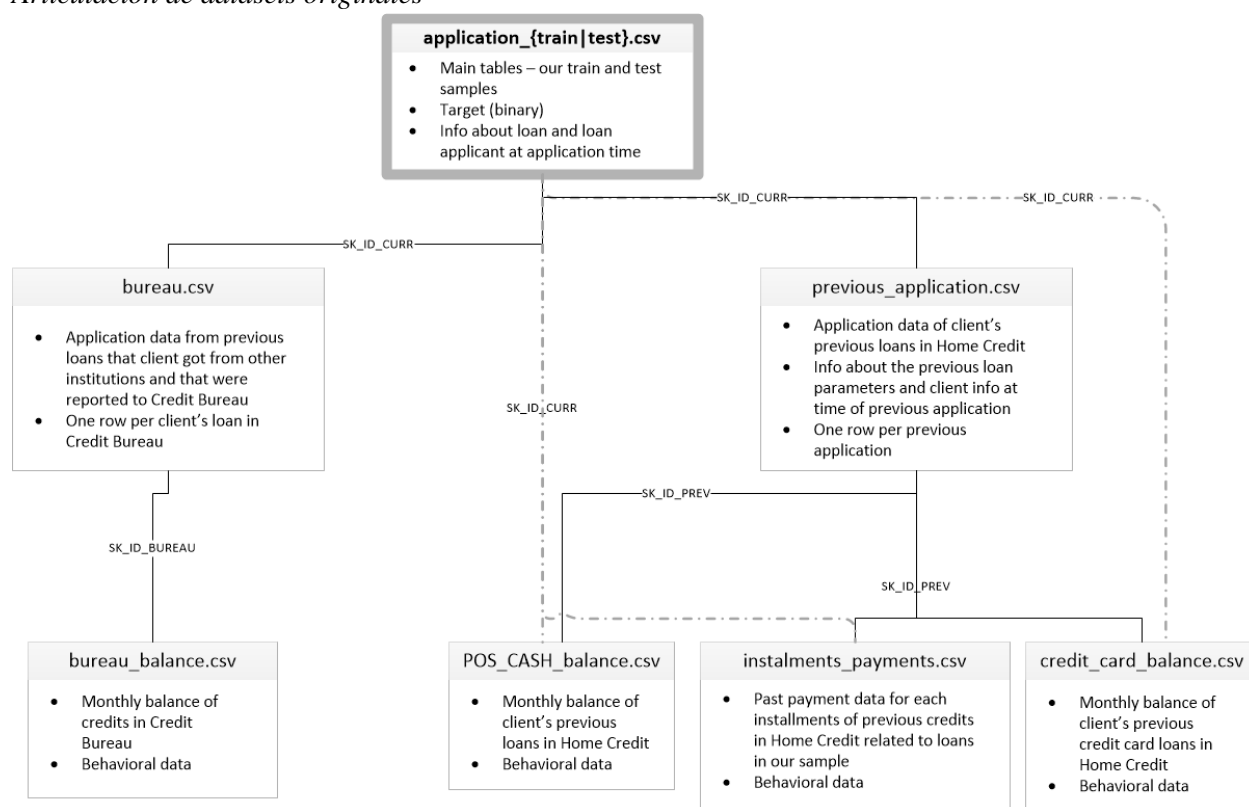 Articulación de datasets originales
application_{train|test}.csv
• Main tables – our train and test
samples
• Target (binary)
• Info about loan and loan
applicant at application time
SK_ID_CURR
SK_ID_CURR
SK_ID_CURR
bureau.csv
• Application data from previous
loans that client got from other
institutions and that were
reported to Credit Bureau
• One row per client's loan in
Credit Bureau
previous_application.csv
• Application data of client's
previous loans in Home Credit
• Info about the previous loan
parameters and client info at
time of previous application
• One row per previous
application
SK_ID_CURR
SK_ID_PREV
SK_ID_BUREAU
SK_ID_PREV
bureau_balance.csv
• Monthly balance of
credits in Credit
Bureau
• Behavioral data
POS_CASH_balance.csv
• Monthly balance of
client's previous
loans in Home Credit
• Behavioral data
instalments_payments.csv
• Past payment data for each
installments of previous credits
in Home Credit related to loans
in our sample
• Behavioral data
credit_card_balance.csv
• Monthly balance of
client's previous
credit card loans in
Home Credit
• Behavioral data